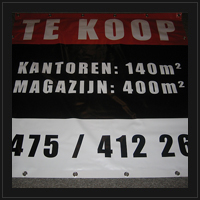 TE KOOP
KANTOREN: 140m²
MAGAZIJN: 400m²
475 / 412 26